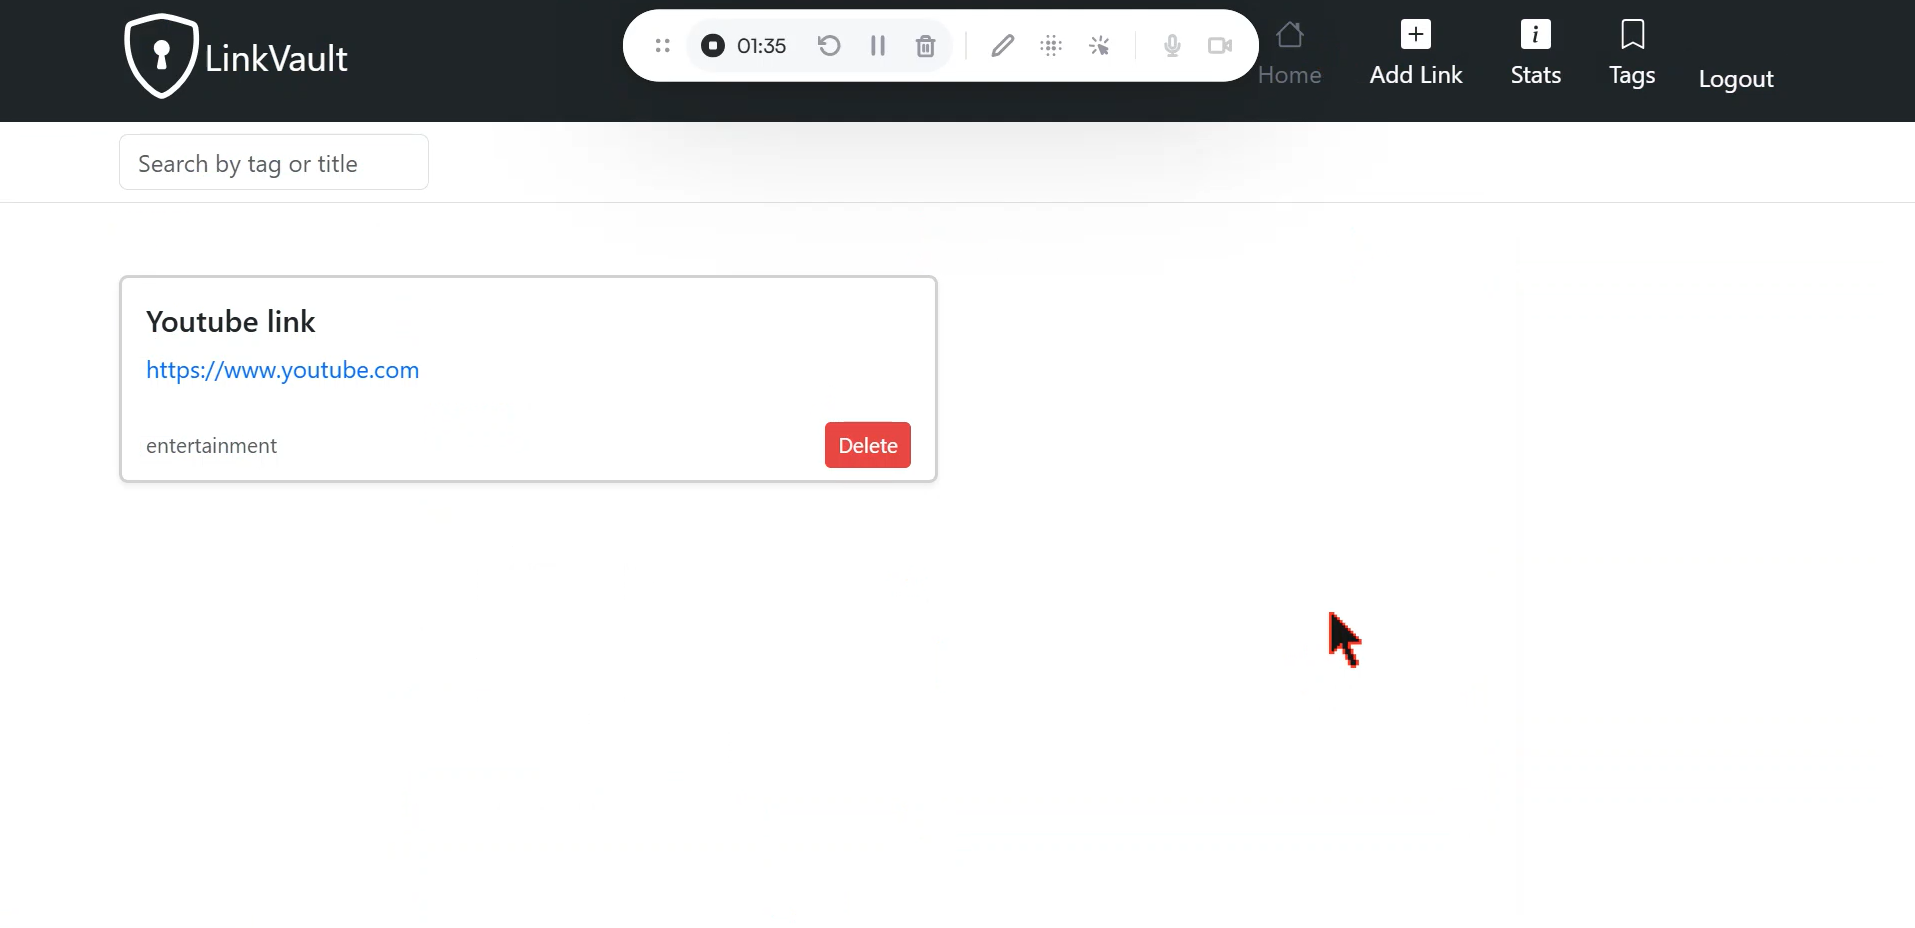 LinkVault
01:35
Home
Add Link
Stats
Tags
Logout
Search by tag or title
Youtube link
https://www.youtube.com
entertainment
Delete